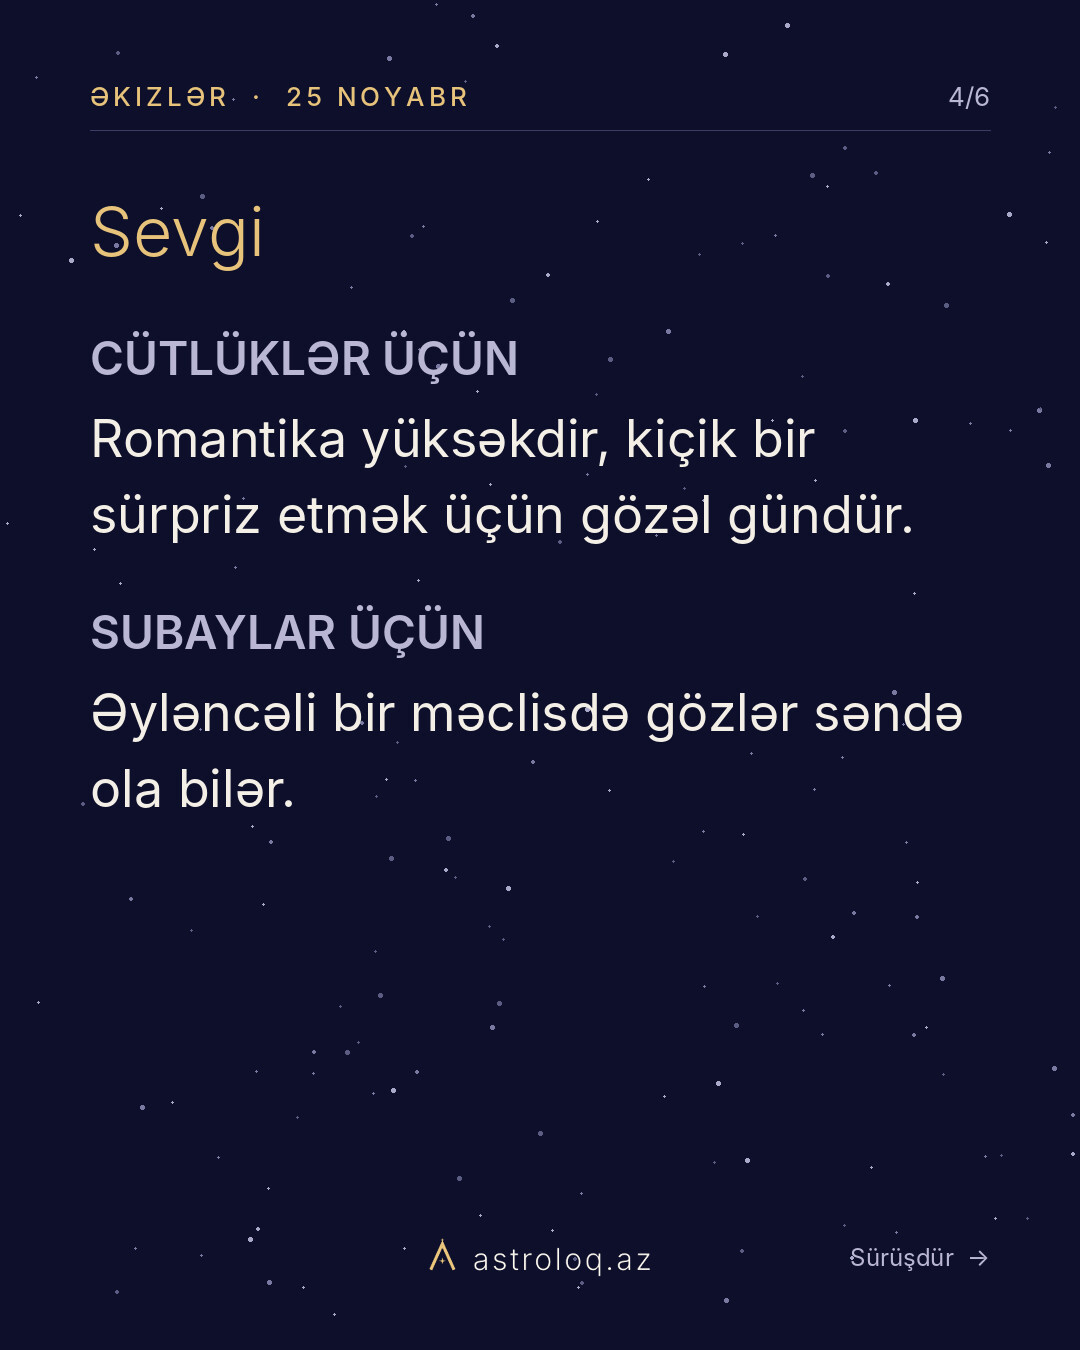 ƏKIZLƏR · 25 NOYABR 4/6
Sevgi
CÜTLÜKLƏR ÜÇÜN
Romantika yüksəkdir, kiçik bir
sürpriz etmək üçün gözəl gündür.
SUBAYLAR ÜÇÜN
Əyləncəli bir məclisdə gözlər səndə
ola bilər.
astroloq.az Sürüşdür →